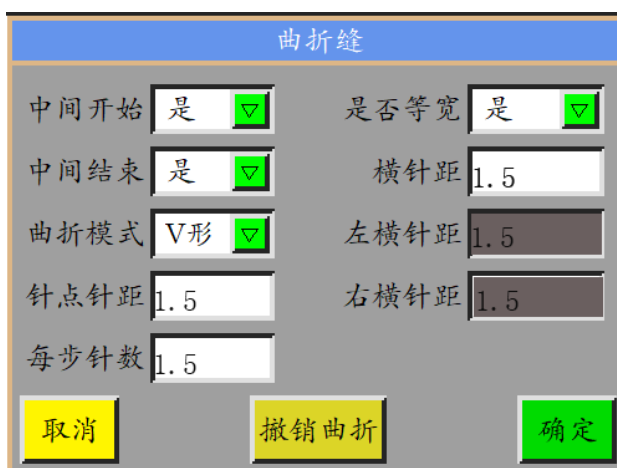 曲折缝
中间开始 是 是否等宽 是
中间结束 是 横针距 1.5
曲折模式 V形 左横针距 1.5
针点针距 1.5 右横针距 1.5
每步针数 1.5
取消 撤销曲折 确定